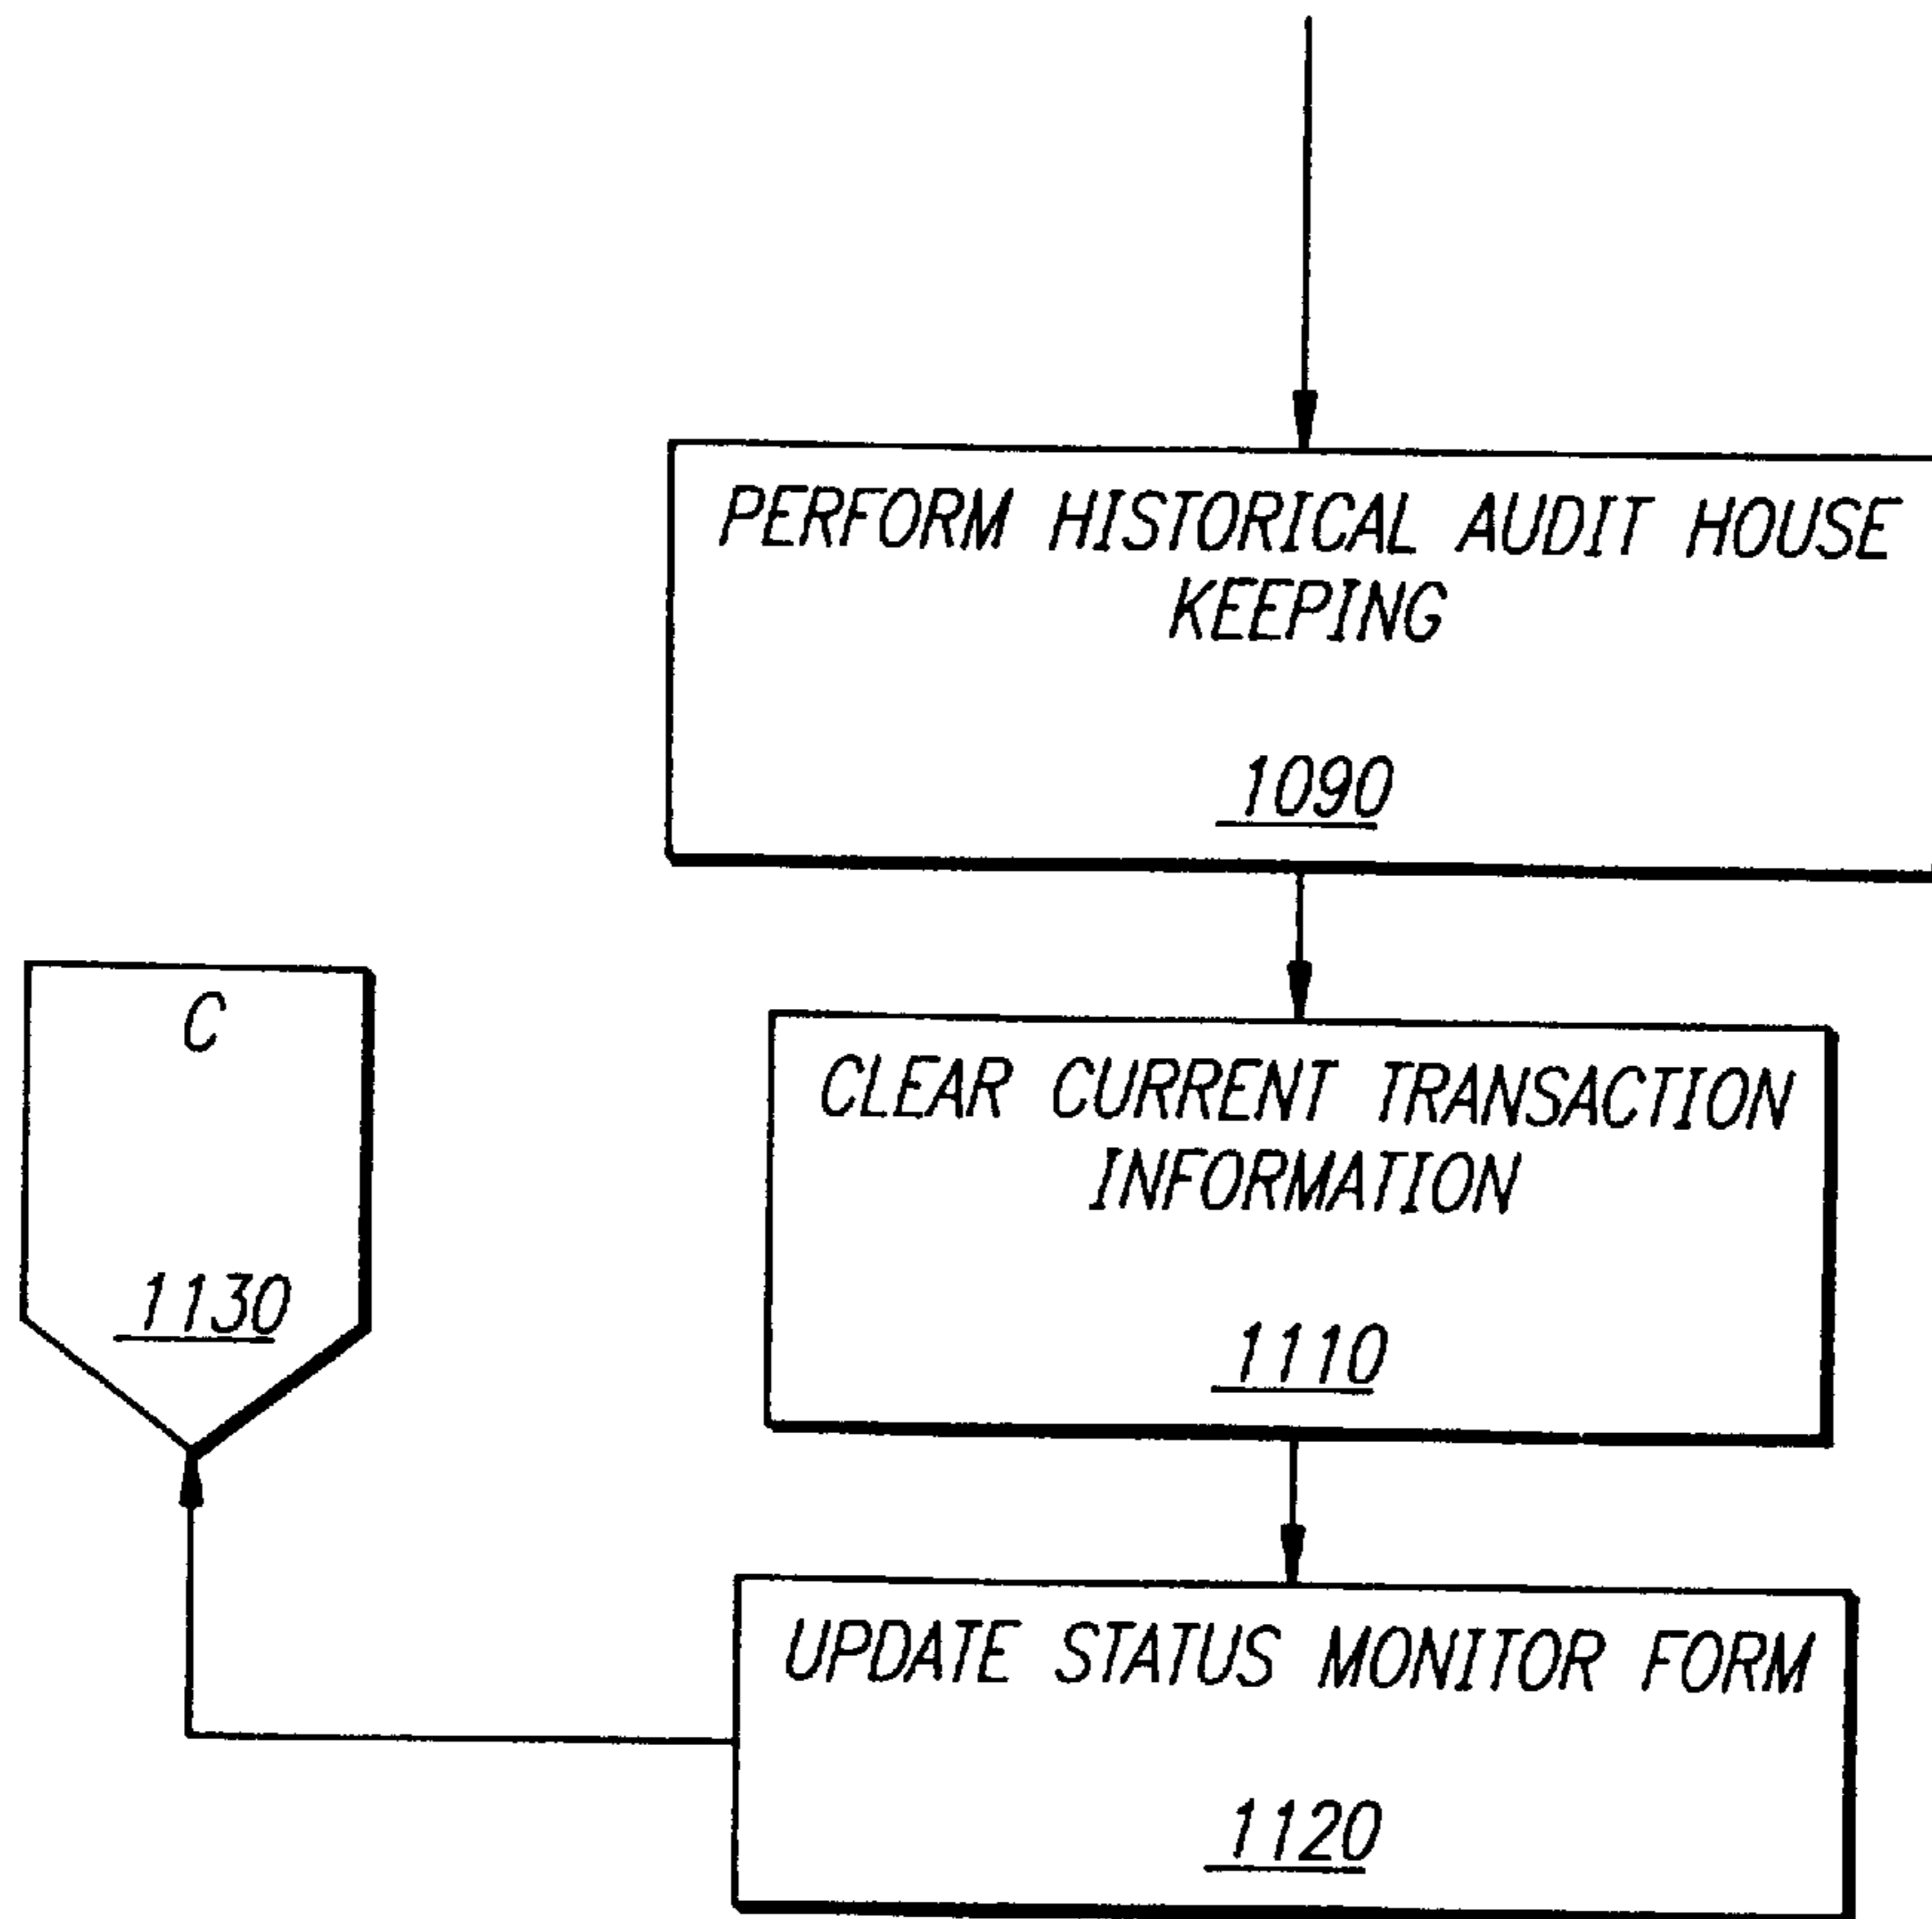 PERFORM HISTORICAL AUDIT HOUSE
KEEPING
1090
C
1130
CLEAR CURRENT TRANSACTION
INFORMATION
1110
UPDATE STATUS MONITOR FORM
1120